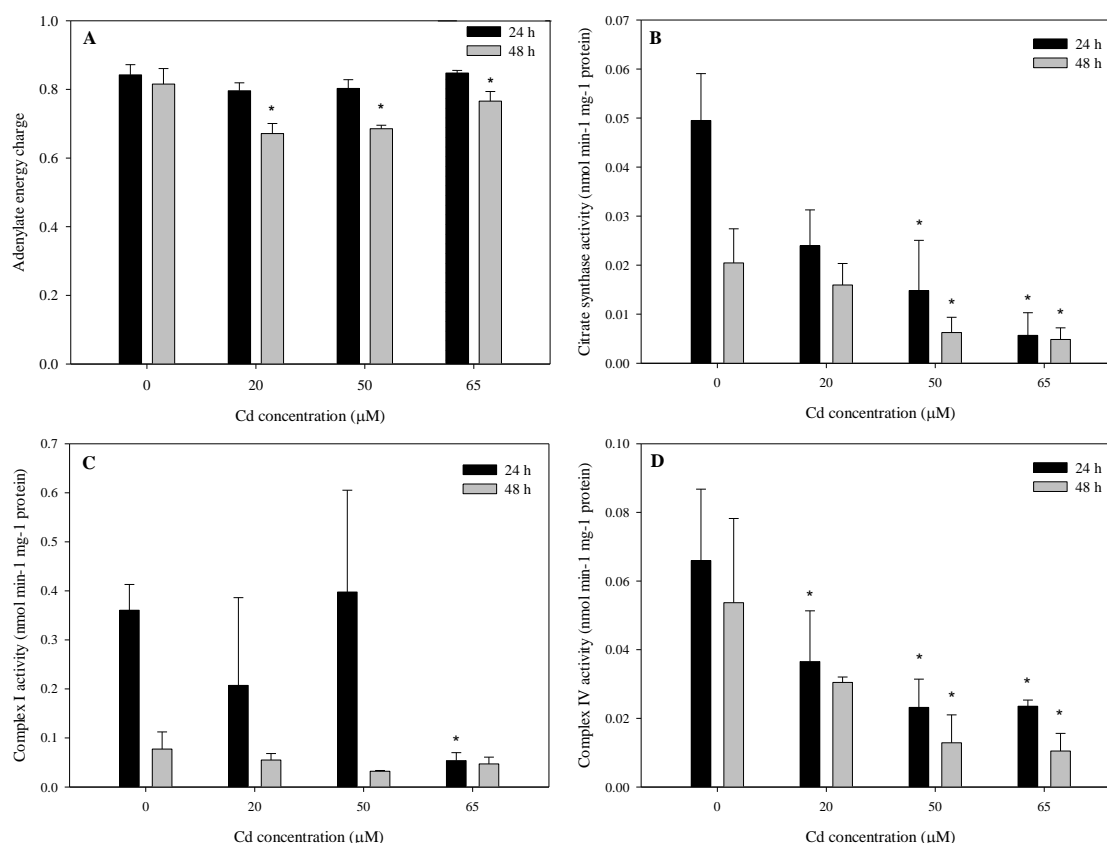 A
24 h
48 h
Adenylate energy charge
1.0
0.8
0.6
0.4
0.2
0.0
*
*
*
0
20
50
65
Cd concentration (µM)
B
24 h
48 h
Citrate synthase activity (nmol min-1 mg-1 protein)
0.07
0.06
0.05
0.04
0.03
0.02
0.01
0.00
*
*
*
*
0
20
50
65
Cd concentration (µM)
C
24 h
48 h
Complex I activity (nmol min-1 mg-1 protein)
0.7
0.6
0.5
0.4
0.3
0.2
0.1
0.0
*
0
20
50
65
Cd concentration (µM)
D
24 h
48 h
Complex IV activity (nmol min-1 mg-1 protein)
0.10
0.08
0.06
0.04
0.02
0.00
*
*
*
*
*
0
20
50
65
Cd concentration (µM)